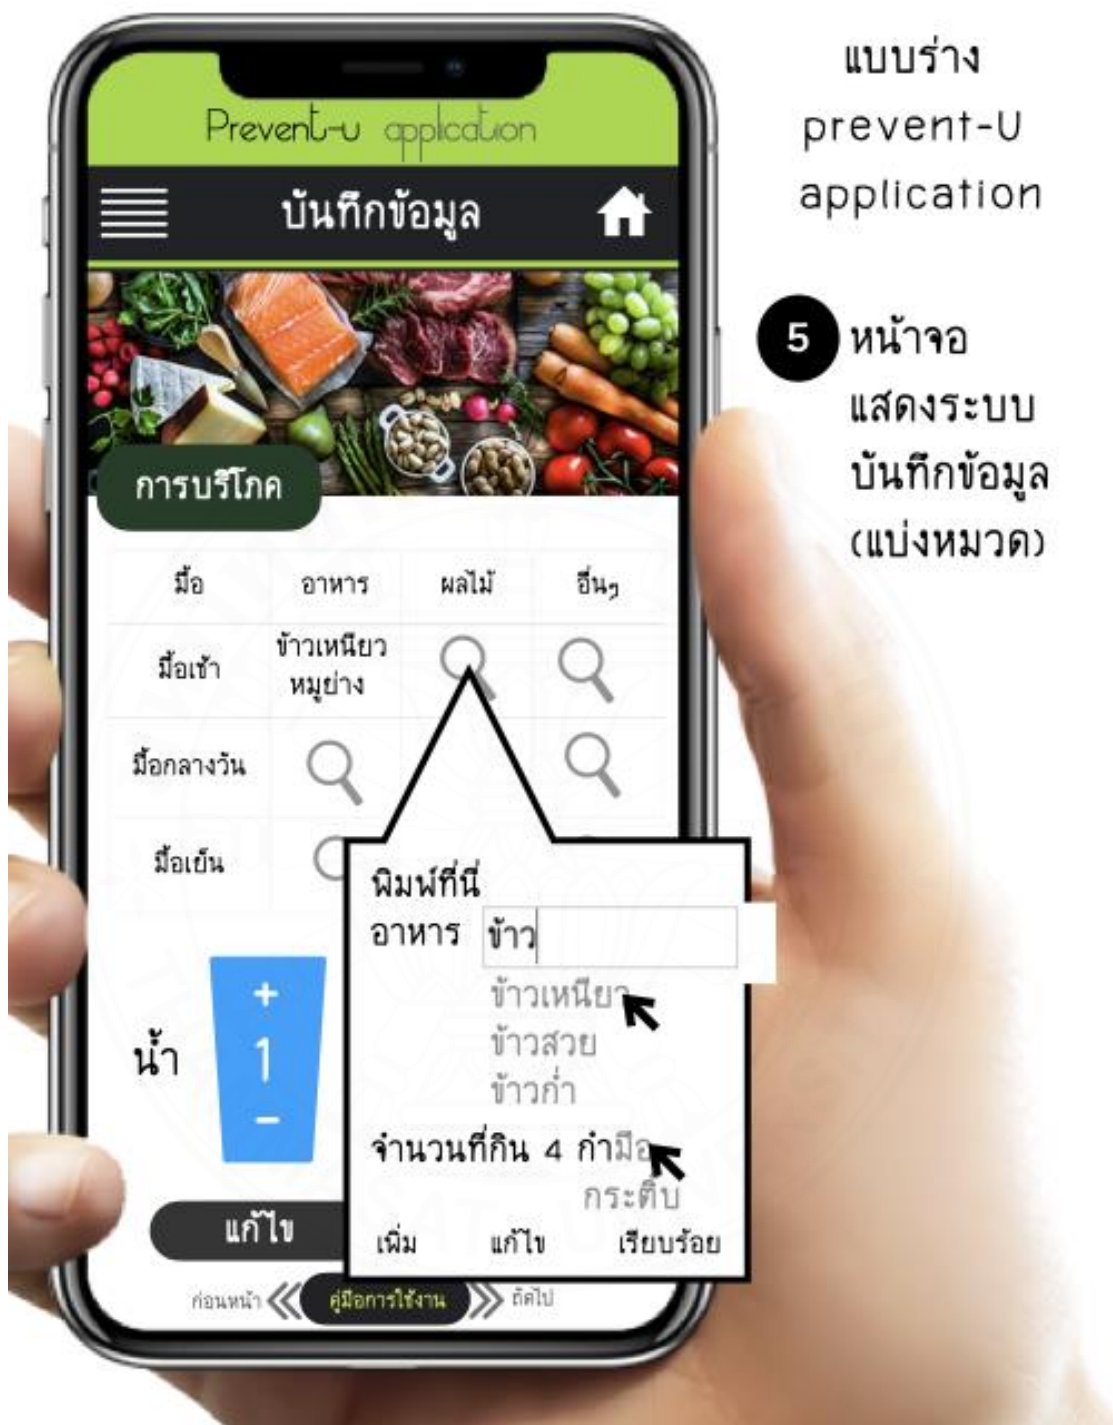 แบบร่าง
prevent-U
application
5 หน้าจอ
แสดงระบบ
บันทึกข้อมูล
(แบ่งหมวด)
Prevent-u application
บันทึกข้อมูล
การบริโภค
มื้อ อาหาร ผลไม้ อื่นๆ
มื้อเช้า ข้าวเหนียว
หมูย่าง
มื้อกลางวัน
มื้อเย็น
น้ำ
+
1
-
พิมพ์ที่นี่
อาหาร ข้าว
ข้าวเหนียว
ข้าวสวย
ข้าวก่ำ
จำนวนที่กิน 4 กำมือ
กระติ๊บ
เพิ่ม แก้ไข เรียบร้อย
แก้ไข
ก่อนหน้า คู่มือการใช้งาน ถัดไป